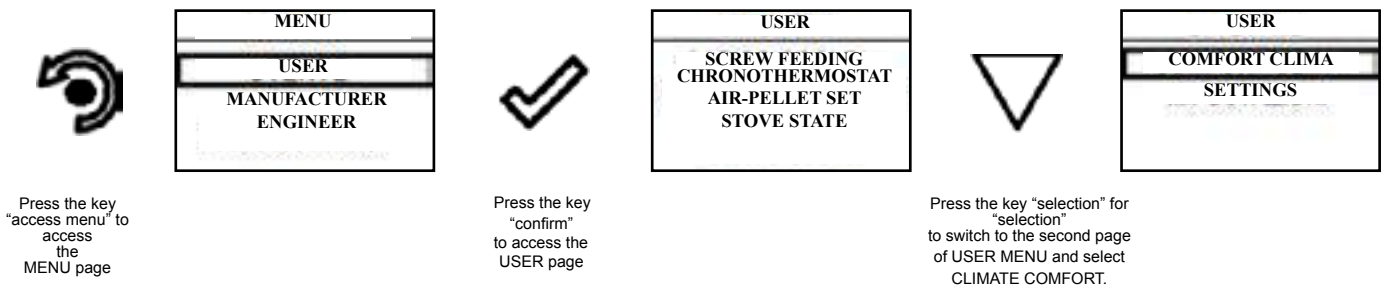 MENU
USER
MANUFACTURER
ENGINEER
USER
SCREW FEEDING
CHRONOTHERMOSTAT
AIR-PELLET SET
STOVE STATE
USER
COMFORT CLIMA
SETTINGS
Press the key
“access menu” to
access
the
MENU page
Press the key
“confirm”
to access the
USER page
Press the key “selection” for
“selection”
to switch to the second page
of USER MENU and select
CLIMATE COMFORT.